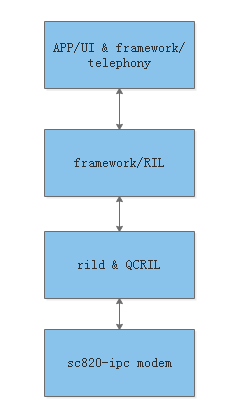 APP/UI & framework/
telephony
framework/RIL
rild & QCRIL
sc820-ipc modem